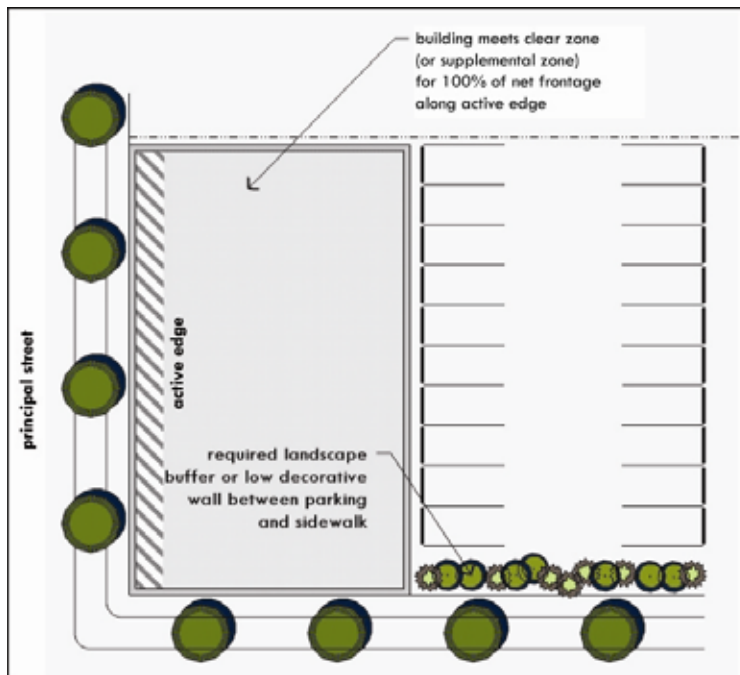 building meets clear zone
(or supplemental zone)
for 100% of net frontage
along active edge
principal street
active edge
required landscape
buffer or low decorative
wall between parking
and sidewalk